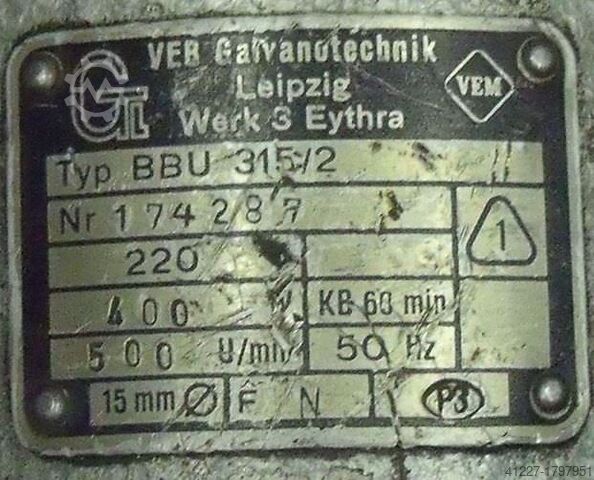 VEB Galvanotechnik
Leipzig
Werk 3 Eythra
VEM
Typ BBU 315/2
Nr 174287
1
220
400 W KB 60 min
500 U/min 50 Hz
15 mm Ø F N P3
41227-1797951